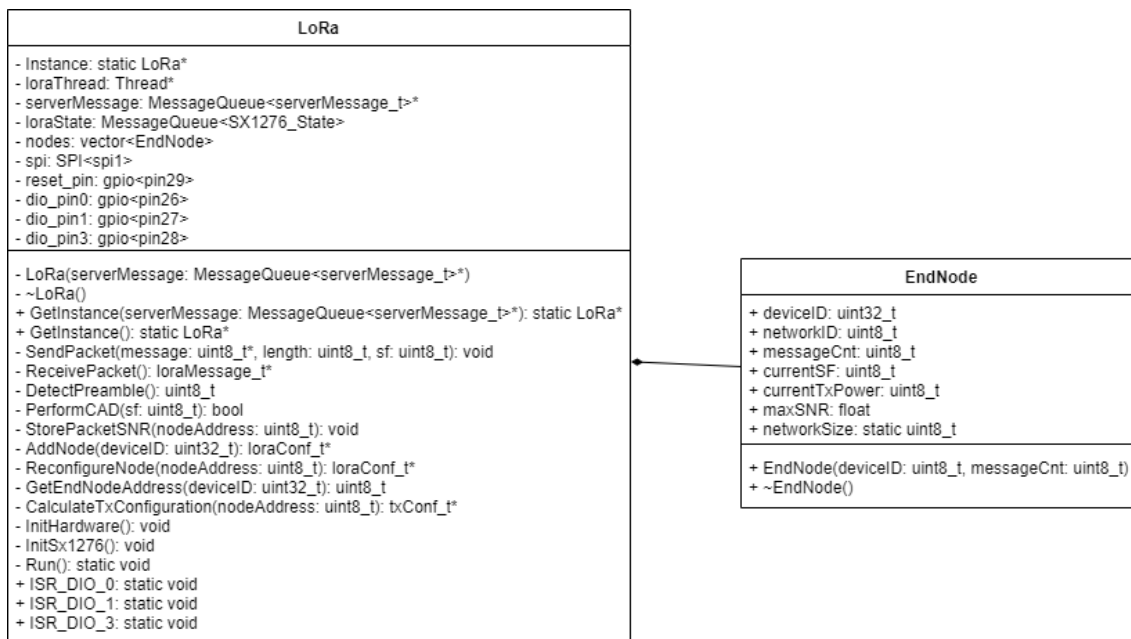 LoRa
- Instance: static LoRa*
- loraThread: Thread*
- serverMessage: MessageQueue<serverMessage_t>*
- loraState: MessageQueue<SX1276_State>
- nodes: vector<EndNode>
- spi: SPI<spi1>
- reset_pin: gpio<pin29>
- dio_pin0: gpio<pin26>
- dio_pin1: gpio<pin27>
- dio_pin3: gpio<pin28>
- LoRa(serverMessage: MessageQueue<serverMessage_t>*)
- ~LoRa()
+ GetInstance(serverMessage: MessageQueue<serverMessage_t>*): static LoRa*
+ GetInstance(): static LoRa*
- SendPacket(message: uint8_t*, length: uint8_t, sf: uint8_t): void
- ReceivePacket(): loraMessage_t*
- DetectPreamble(): uint8_t
- PerformCAD(sf: uint8_t): bool
- StorePacketSNR(nodeAddress: uint8_t): void
- AddNode(deviceID: uint32_t): loraConf_t*
- ReconfigureNode(nodeAddress: uint8_t): loraConf_t*
- GetEndNodeAddress(deviceID: uint32_t): uint8_t
- CalculateTxConfiguration(nodeAddress: uint8_t): txConf_t*
- InitHardware(): void
- InitSx1276(): void
- Run(): static void
+ ISR_DIO_0: static void
+ ISR_DIO_1: static void
+ ISR_DIO_3: static void
EndNode
+ deviceID: uint32_t
+ networkID: uint8_t
+ messageCnt: uint8_t
+ currentSF: uint8_t
+ currentTxPower: uint8_t
+ maxSNR: float
+ networkSize: static uint8_t
+ EndNode(deviceID: uint8_t, messageCnt: uint8_t)
+ ~EndNode()